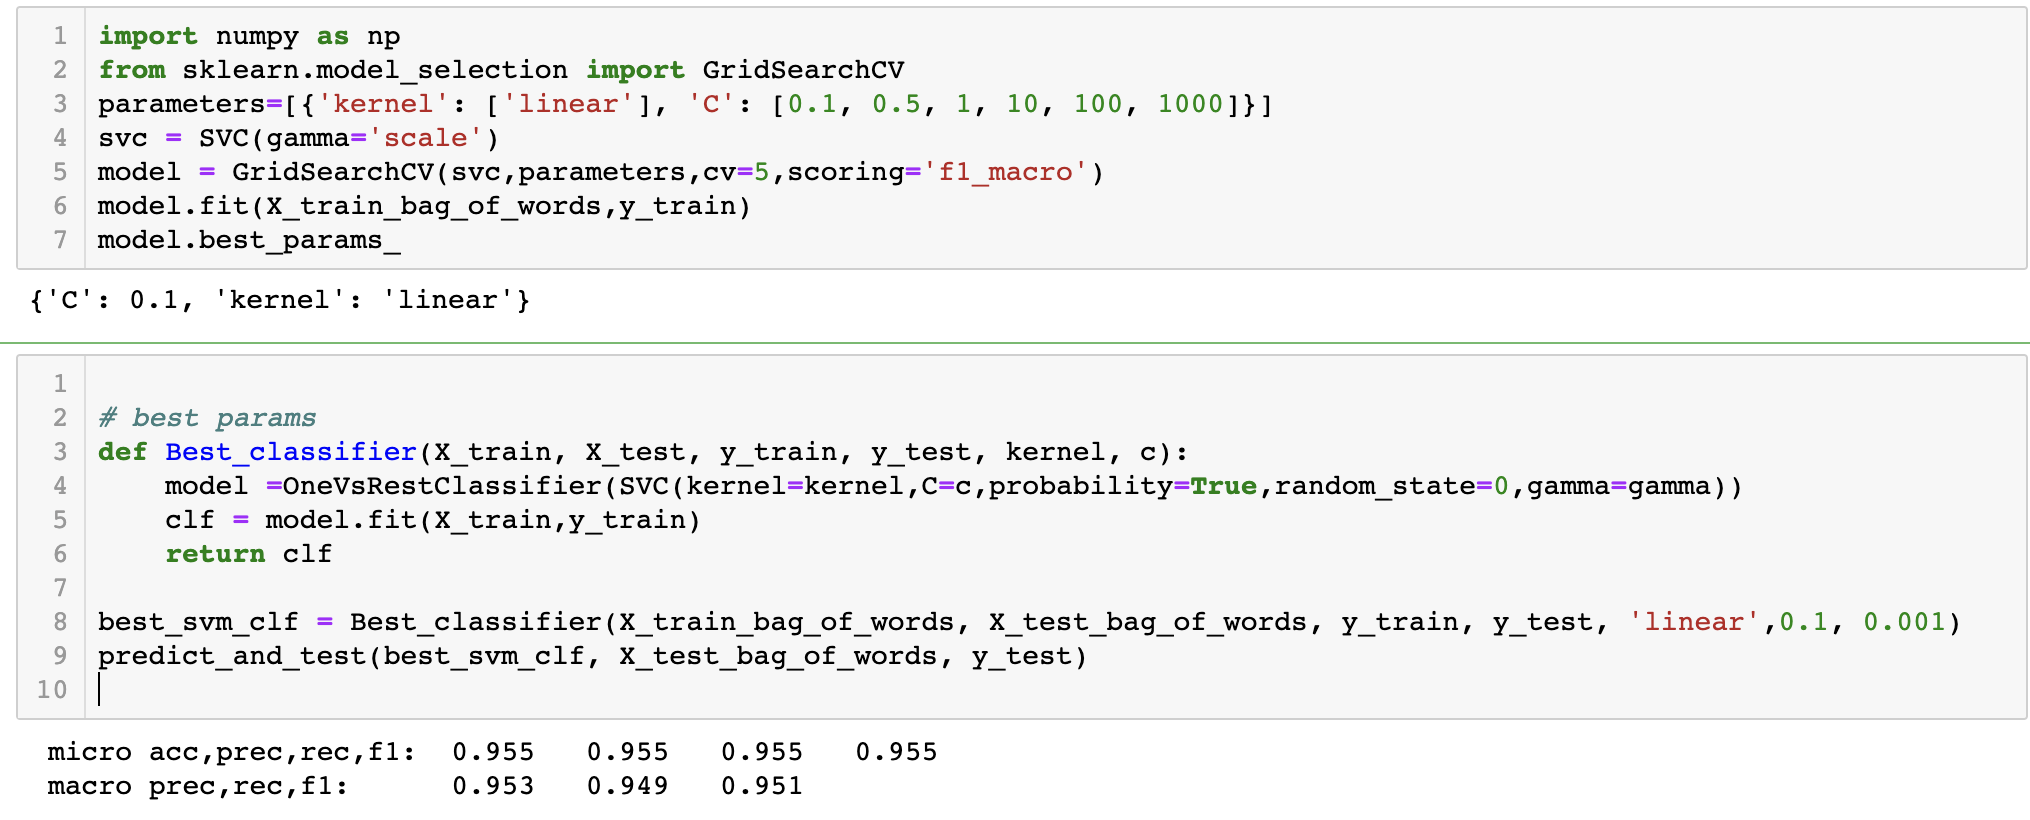 1 import numpy as np
2 from sklearn.model_selection import GridSearchCV
3 parameters=[{'kernel': ['linear'], 'C': [0.1, 0.5, 1, 10, 100, 1000]}]
4 svc = SVC(gamma='scale')
5 model = GridSearchCV(svc,parameters,cv=5,scoring='f1_macro')
6 model.fit(X_train_bag_of_words,y_train)
7 model.best_params_
{'C': 0.1, 'kernel': 'linear'}
1
2 # best params
3 def Best_classifier(X_train, X_test, y_train, y_test, kernel, c):
4     model =OneVsRestClassifier(SVC(kernel=kernel,C=c,probability=True,random_state=0,gamma=gamma))
5     clf = model.fit(X_train,y_train)
6     return clf
7
8 best_svm_clf = Best_classifier(X_train_bag_of_words, X_test_bag_of_words, y_train, y_test, 'linear',0.1, 0.001)
9 predict_and_test(best_svm_clf, X_test_bag_of_words, y_test)
10
micro acc,prec,rec,f1:  0.955   0.955   0.955   0.955
macro prec,rec,f1:      0.953   0.949   0.951